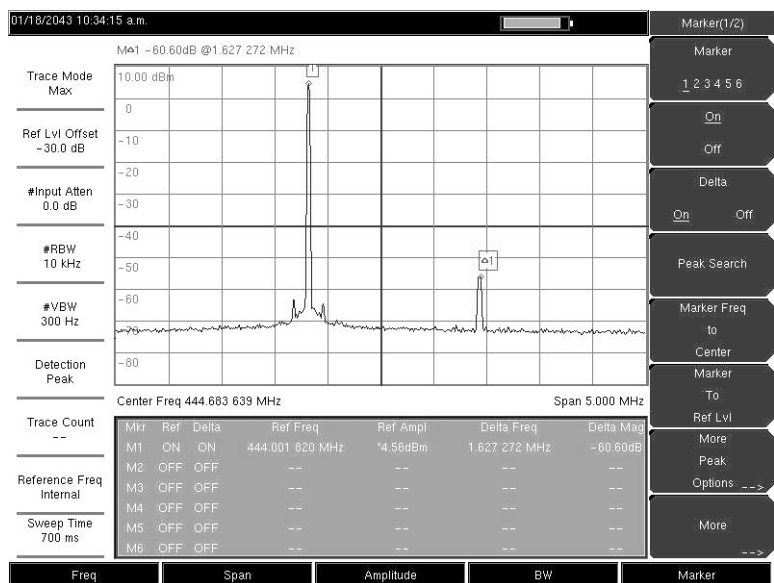 01/18/2043 10:34:15 a.m.
Marker(1/2)
M△1 -60.60dB @1.627 272 MHz
Trace Mode
Max
Ref Lvl Offset
-30.0 dB
#Input Atten
0.0 dB
#RBW
10 kHz
#VBW
300 Hz
Detection
Peak
Trace Count
--
Reference Freq
Internal
Sweep Time
700 ms
10.00 dBm
0
-10
-20
-30
-40
-50
-60
-70
-80
1
△1
Center Freq 444.683 639 MHz
Span 5.000 MHz
Mkr Ref Delta Ref Freq Ref Ampl Delta Freq Delta Mag
M1 ON ON 444.001 820 MHz *4.56dBm 1.627 272 MHz -60.60dB
M2 OFF OFF -- -- -- --
M3 OFF OFF -- -- -- --
M4 OFF OFF -- -- -- --
M5 OFF OFF -- -- -- --
M6 OFF OFF -- -- -- --
Marker
1 2 3 4 5 6
On
Off
Delta
On Off
Peak Search
Marker Freq
to
Center
Marker
To
Ref Lvl
More
Peak
Options -->
More
-->
Freq Span Amplitude BW Marker